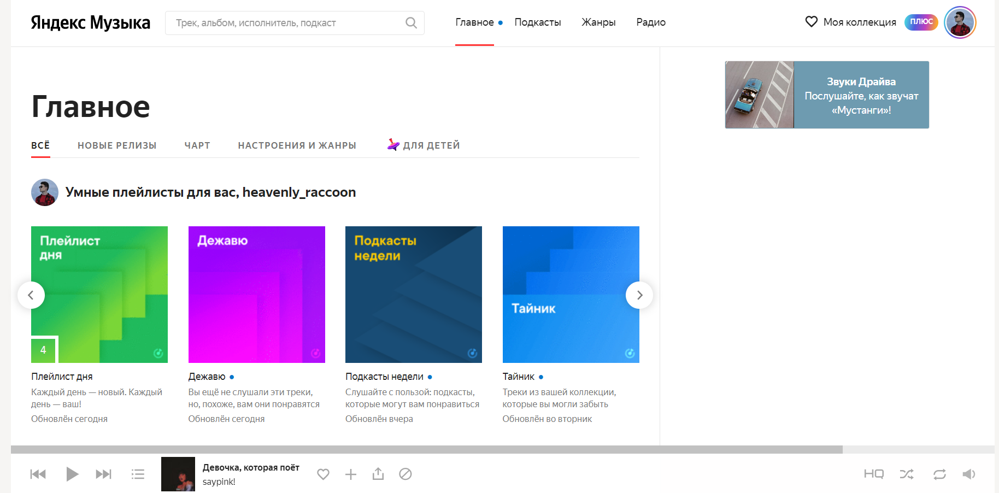 Яндекс Музыка
Трек, альбом, исполнитель, подкаст
Главное
Подкасты
Жанры
Радио
Моя коллекция
ПЛЮС
Звуки Драйва
Послушайте, как звучат
«Мустанги»!
Главное
ВСЁ
НОВЫЕ РЕЛИЗЫ
ЧАРТ
НАСТРОЕНИЯ И ЖАНРЫ
ДЛЯ ДЕТЕЙ
Умные плейлисты для вас, heavenly_raccoon
Плейлист
дня
4
Плейлист дня
Каждый день — новый. Каждый
день — ваш!
Обновлён сегодня
Дежавю
Дежавю
Вы ещё не слушали эти треки,
но, похоже, вам они понравятся
Обновлён сегодня
Подкасты
недели
Подкасты недели
Слушайте с пользой: подкасты,
которые могут вам понравиться
Обновлён вчера
Тайник
Тайник
Треки из вашей коллекции,
которые вы могли забыть
Обновлён во вторник
Девочка, которая поёт
saypink!
HQ